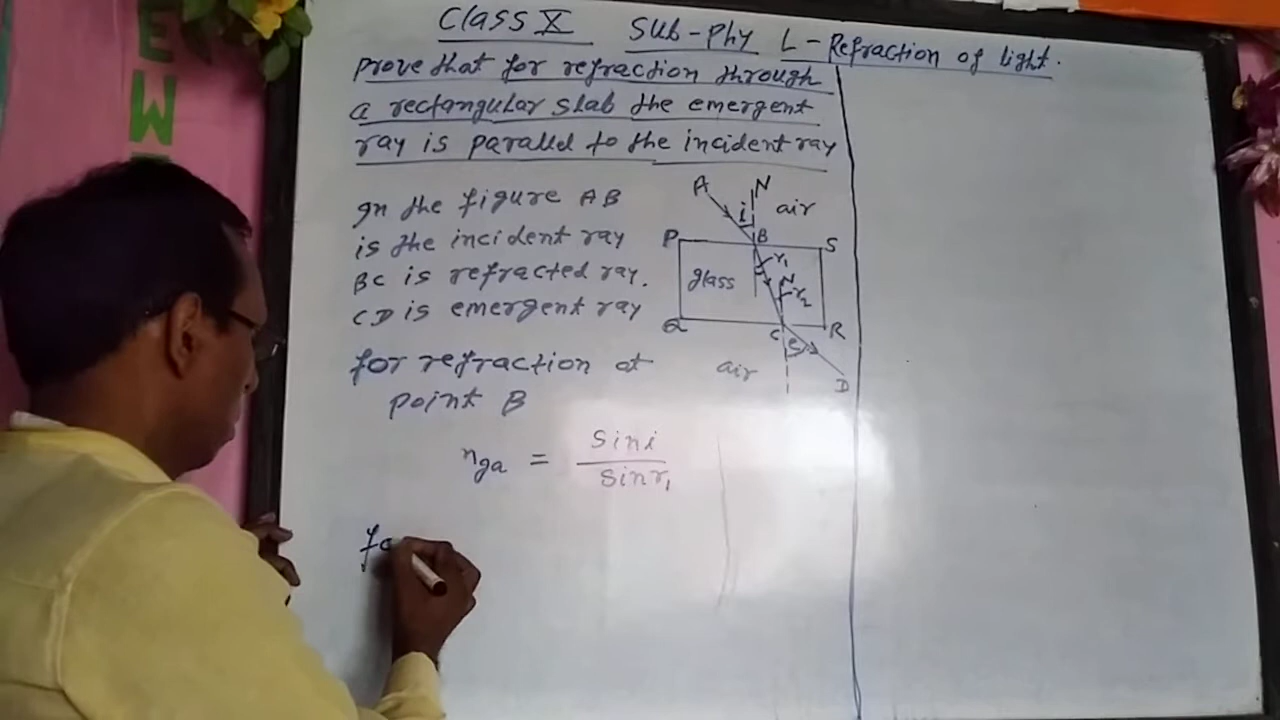 E
W
Class X Sub-Phy L-Refraction of light.
prove that for refraction through
a rectangular slab the emergent
ray is parallel to the incident ray
In the figure AB
is the incident ray
BC is refracted ray.
CD is emergent ray
for refraction at
point B
nga = sin i
sin r1
fo
A N
i air
P B S
r1
glass N r2
Q C R
e
air D